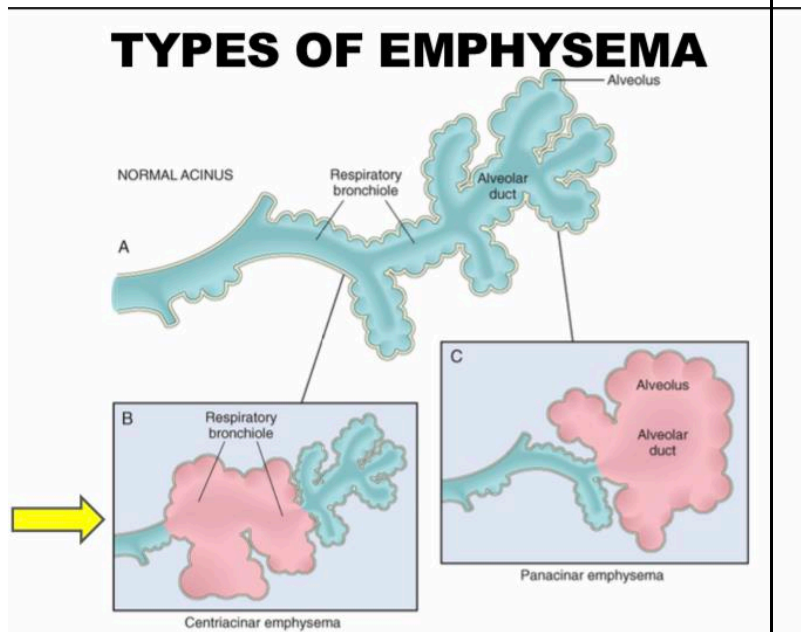 TYPES OF EMPHYSEMA
Alveolus
NORMAL ACINUS
Respiratory
bronchiole
Alveolar
duct
A
B
Respiratory
bronchiole
Centriacinar emphysema
C
Alveolus
Alveolar
duct
Panacinar emphysema